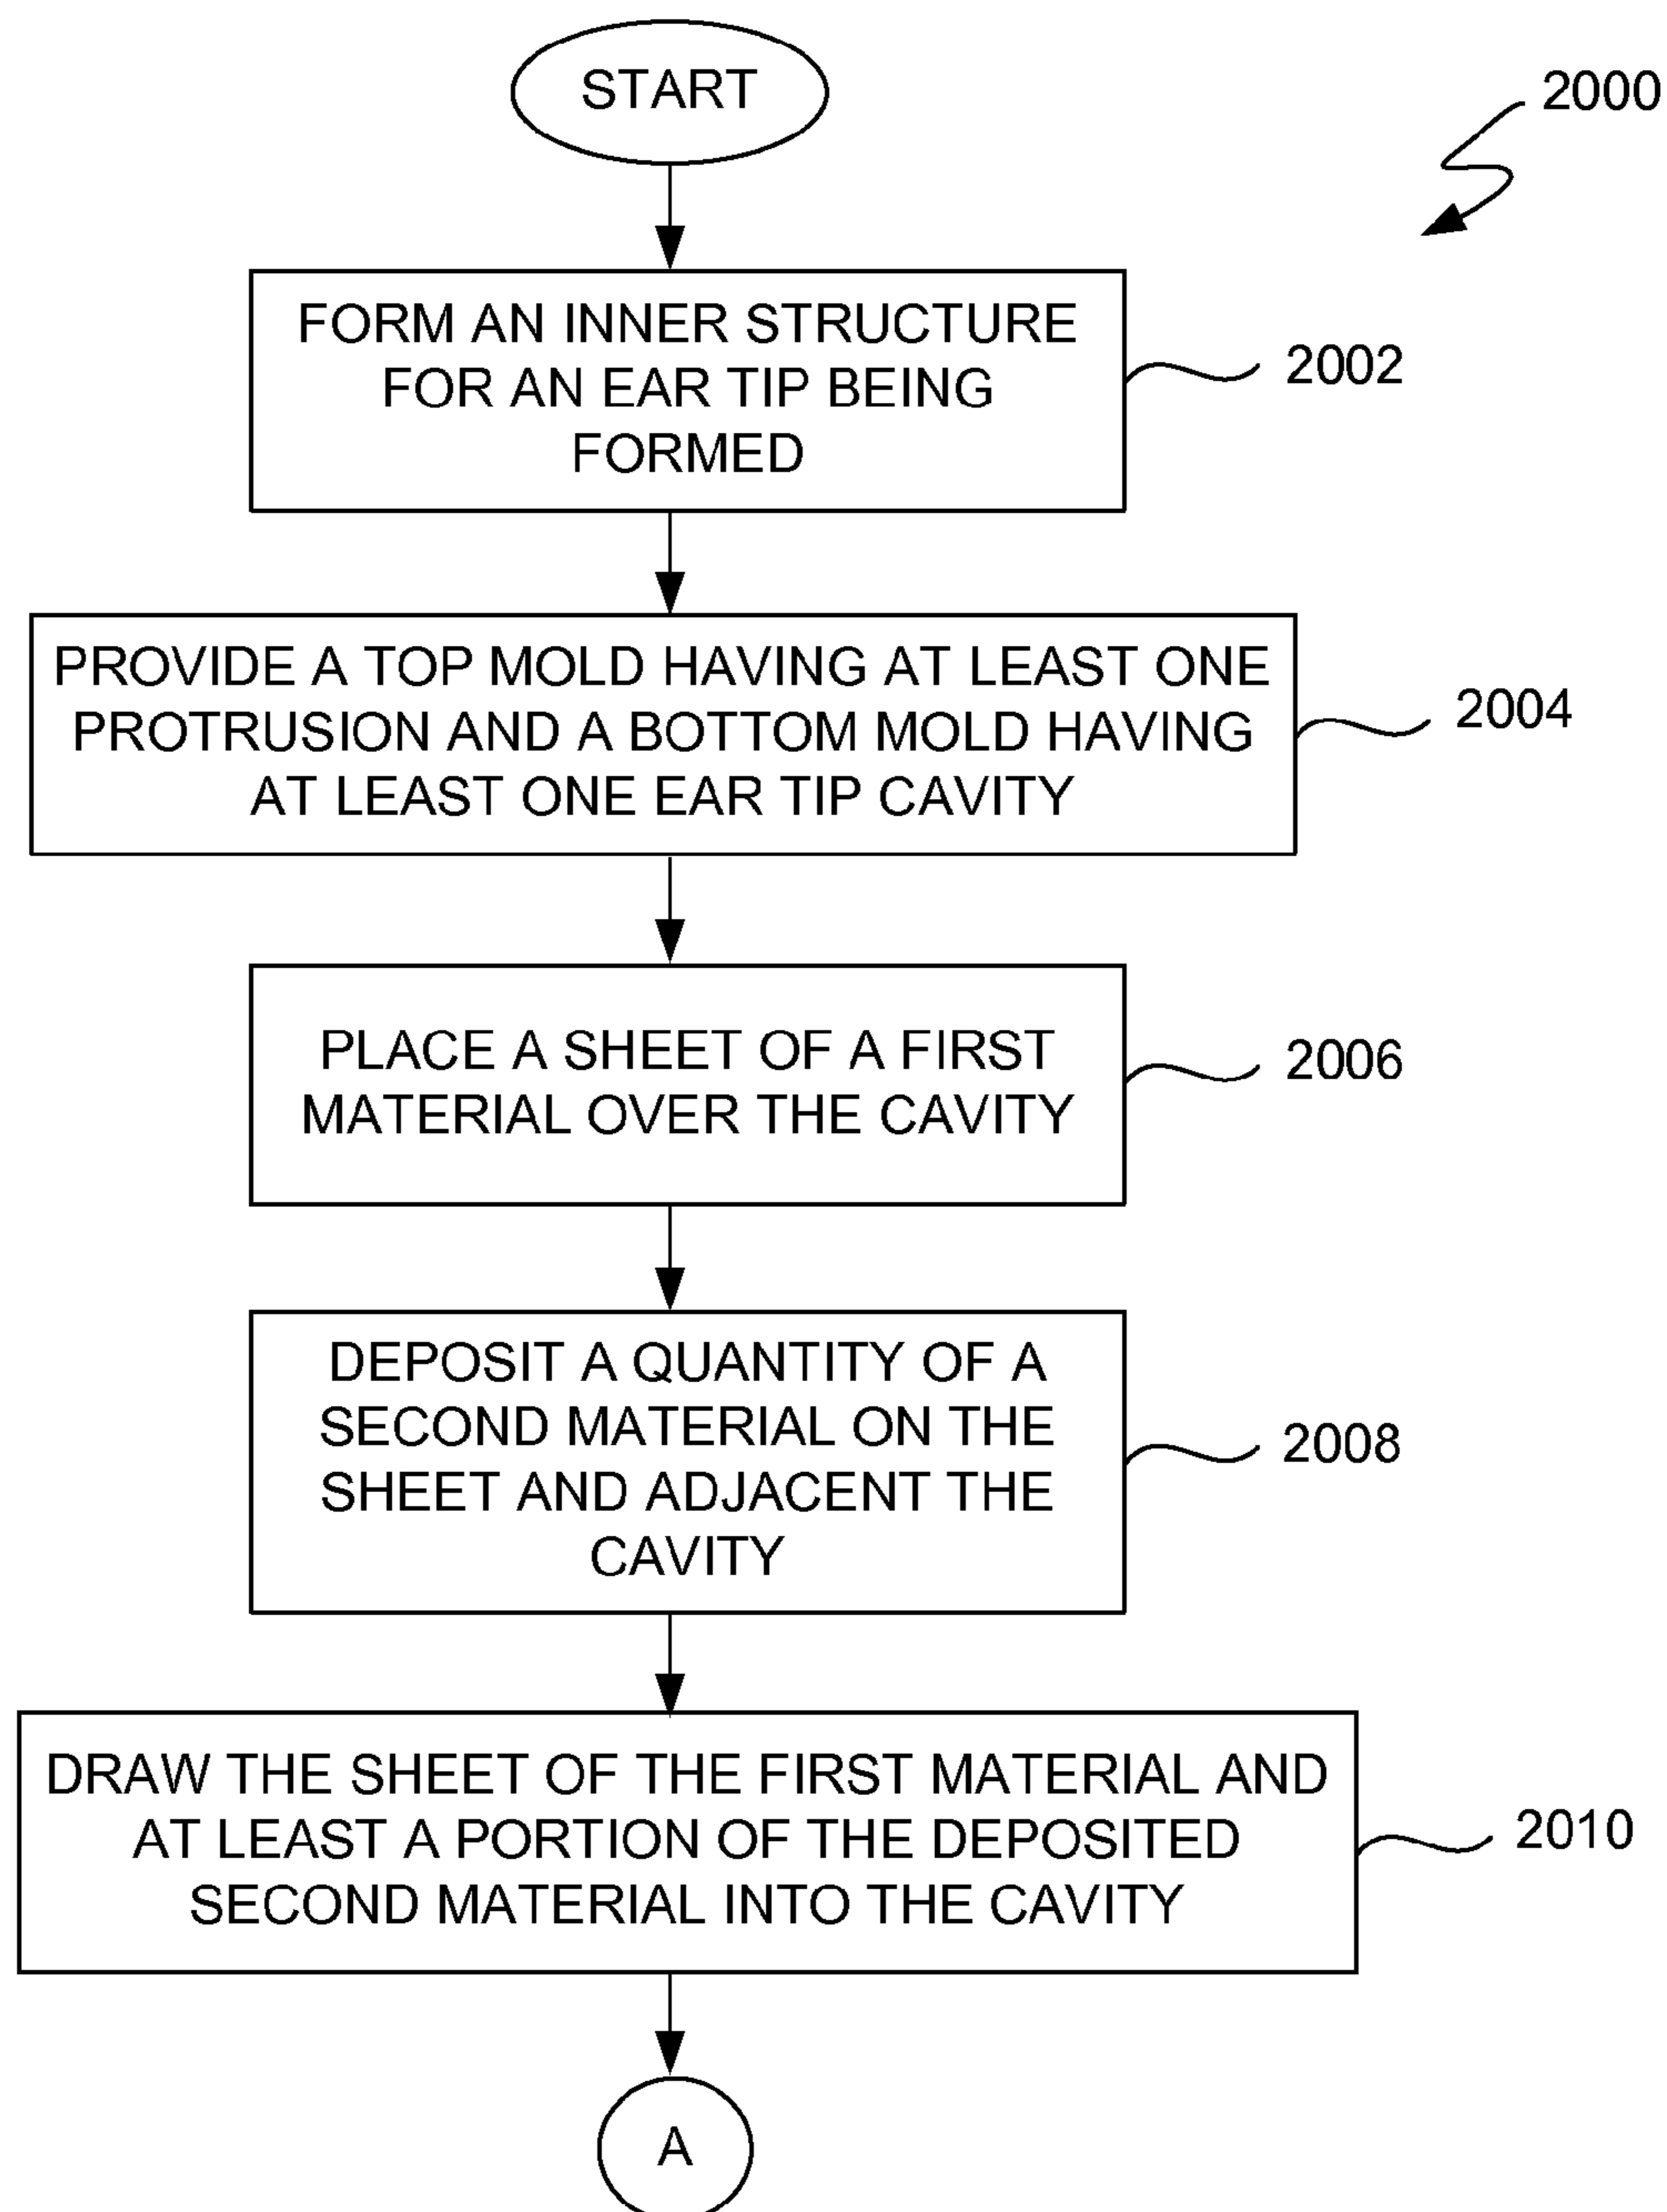 START
2000
FORM AN INNER STRUCTURE
FOR AN EAR TIP BEING
FORMED
2002
PROVIDE A TOP MOLD HAVING AT LEAST ONE
PROTRUSION AND A BOTTOM MOLD HAVING
AT LEAST ONE EAR TIP CAVITY
2004
PLACE A SHEET OF A FIRST
MATERIAL OVER THE CAVITY
2006
DEPOSIT A QUANTITY OF A
SECOND MATERIAL ON THE
SHEET AND ADJACENT THE
CAVITY
2008
DRAW THE SHEET OF THE FIRST MATERIAL AND
AT LEAST A PORTION OF THE DEPOSITED
SECOND MATERIAL INTO THE CAVITY
2010
A